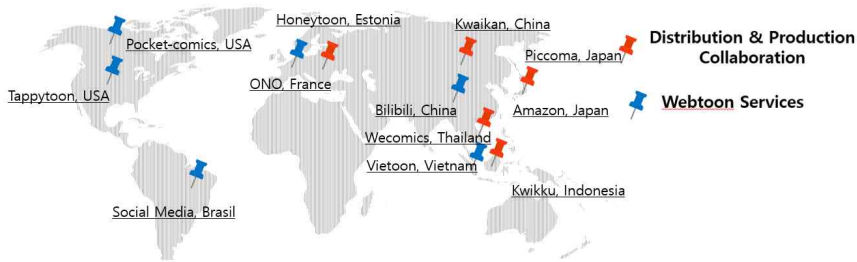 Honeytoon, Estonia
Kwaikan, China
Pocket-comics, USA
Piccoma, Japan
Distribution & Production
Collaboration
ONO, France
Tappytoon, USA
Bilibili, China
Amazon, Japan
Webtoon Services
Wecomics, Thailand
Vietoon, Vietnam
Kwikku, Indonesia
Social Media, Brasil